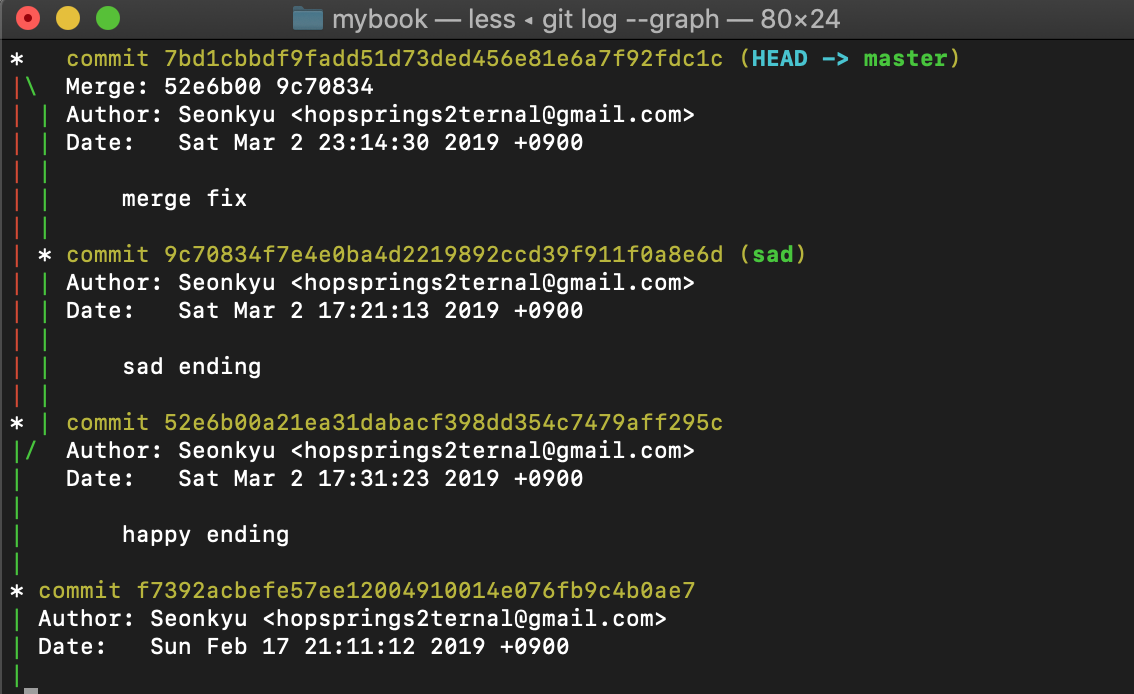 mybook — less ◂ git log --graph — 80×24
*   commit 7bd1cbbdf9fadd51d73ded456e81e6a7f92fdc1c (HEAD -> master)
|\  Merge: 52e6b00 9c70834
| | Author: Seonkyu <hopsprings2ternal@gmail.com>
| | Date:   Sat Mar 2 23:14:30 2019 +0900
| |
| |     merge fix
| |
| * commit 9c70834f7e4e0ba4d2219892ccd39f911f0a8e6d (sad)
| | Author: Seonkyu <hopsprings2ternal@gmail.com>
| | Date:   Sat Mar 2 17:21:13 2019 +0900
| |
| |     sad ending
| |
* | commit 52e6b00a21ea31dabacf398dd354c7479aff295c
|/  Author: Seonkyu <hopsprings2ternal@gmail.com>
|   Date:   Sat Mar 2 17:31:23 2019 +0900
|
|       happy ending
|
* commit f7392acbefe57ee12004910014e076fb9c4b0ae7
| Author: Seonkyu <hopsprings2ternal@gmail.com>
| Date:   Sun Feb 17 21:11:12 2019 +0900
|